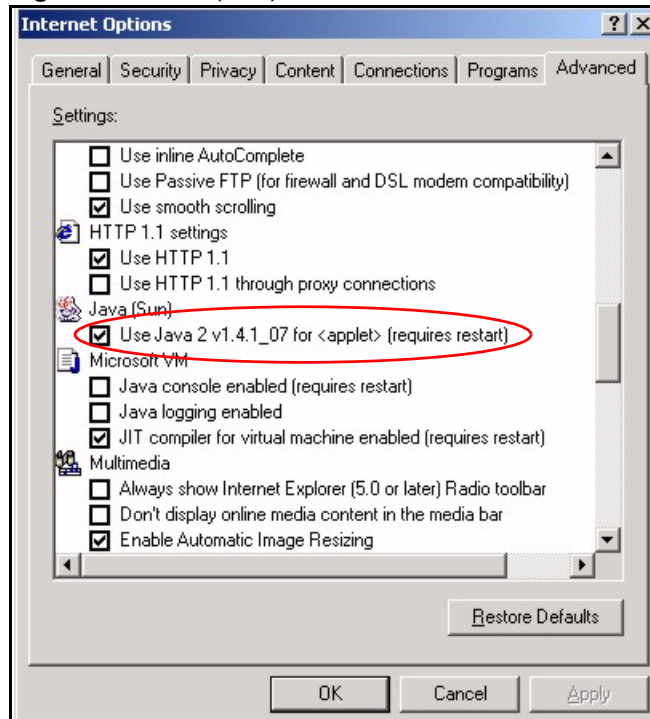 Internet Options
General Security Privacy Content Connections Programs Advanced
Settings:
Use inline AutoComplete
Use Passive FTP (for firewall and DSL modem compatibility)
Use smooth scrolling
HTTP 1.1 settings
Use HTTP 1.1
Use HTTP 1.1 through proxy connections
Java (Sun)
Use Java 2 v1.4.1_07 for <applet> (requires restart)
Microsoft VM
Java console enabled (requires restart)
Java logging enabled
JIT compiler for virtual machine enabled (requires restart)
Multimedia
Always show Internet Explorer (5.0 or later) Radio toolbar
Don't display online media content in the media bar
Enable Automatic Image Resizing
Restore Defaults
OK Cancel Apply